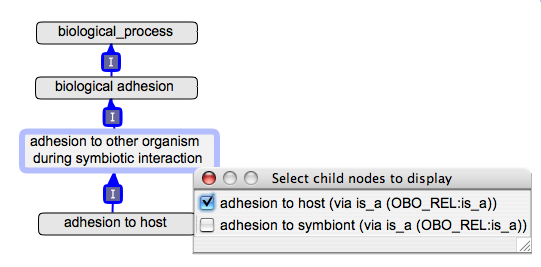 biological_process
I
biological adhesion
I
adhesion to other organism
during symbiotic interaction
I
adhesion to host
Select child nodes to display
adhesion to host (via is_a (OBO_REL:is_a))
adhesion to symbiont (via is_a (OBO_REL:is_a))